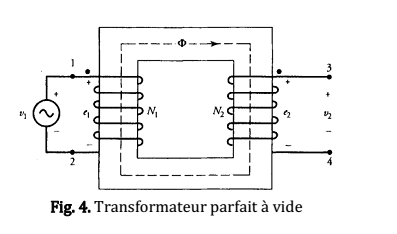 Φ
1
3
+
+
+
+
v₁
e₁
N₁
N₂
e₂
v₂
−
−
−
−
2
4
Fig. 4. Transformateur parfait à vide